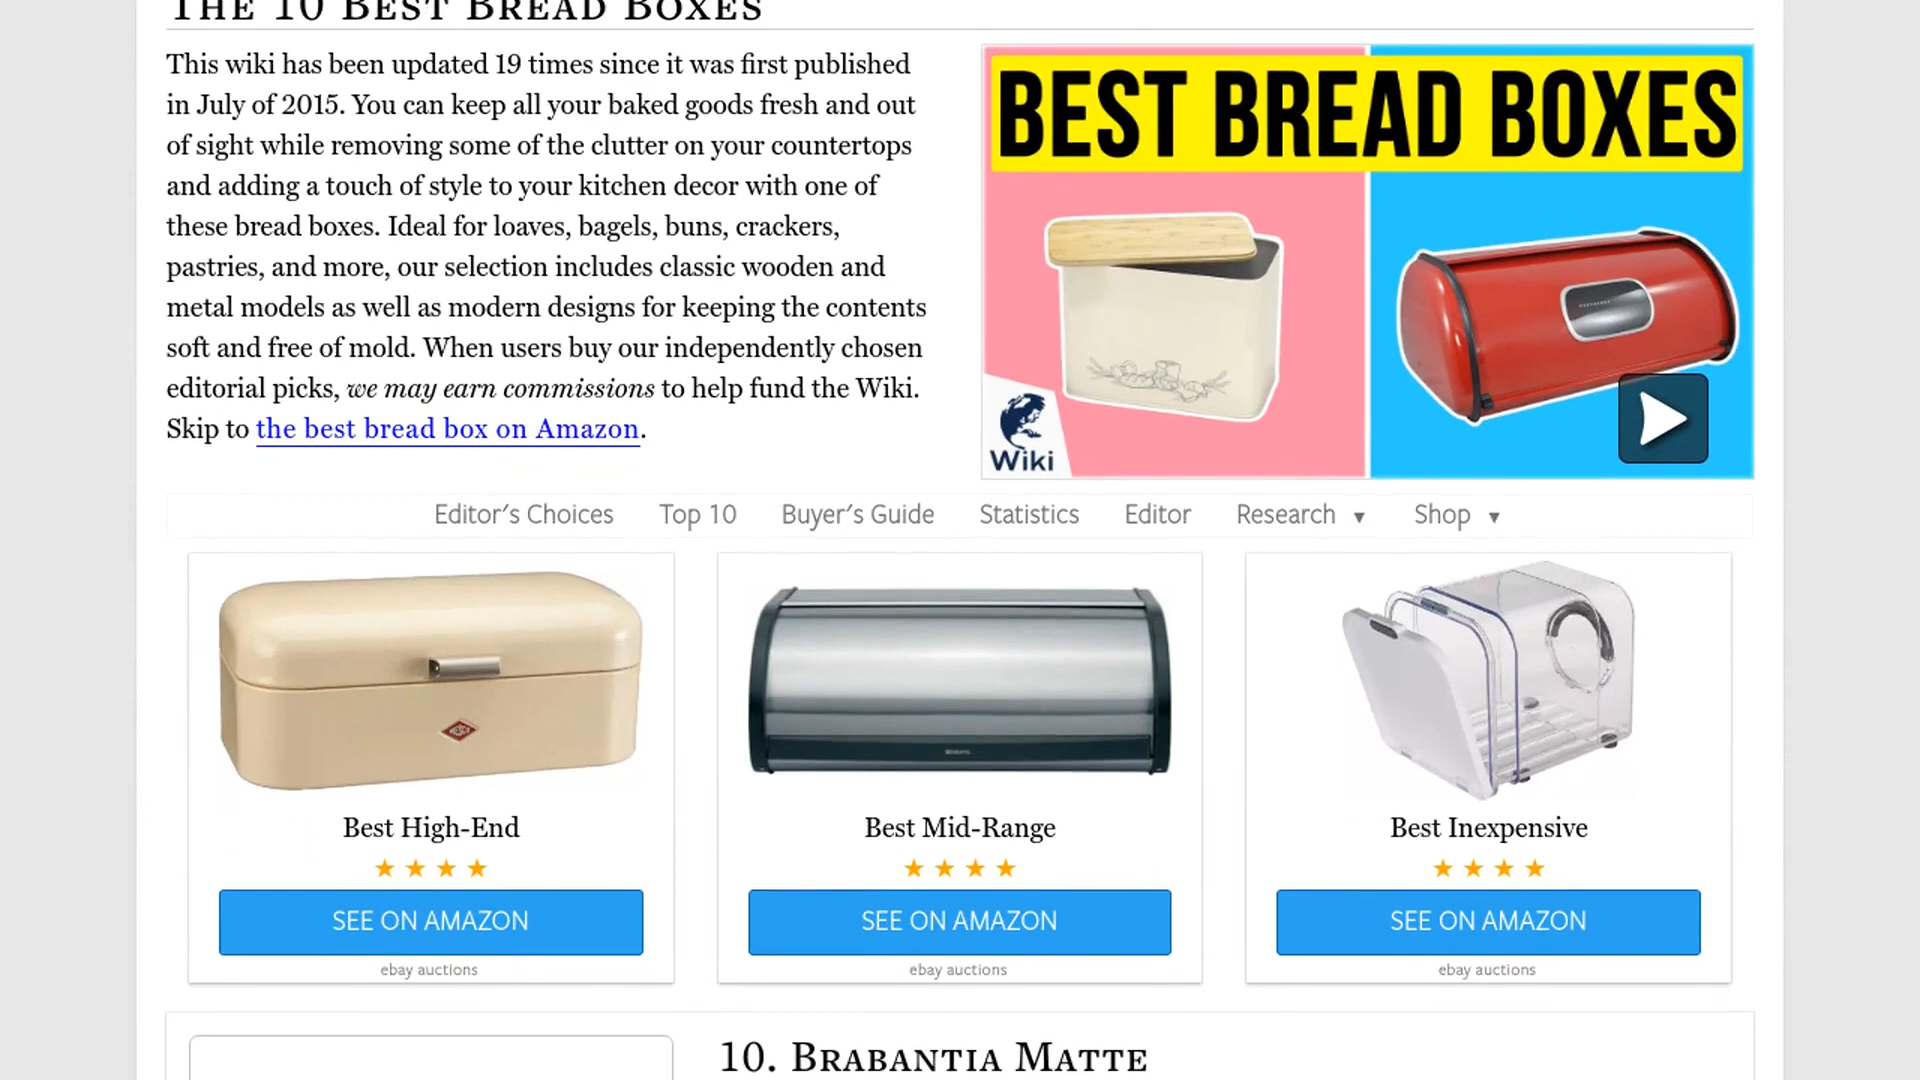 THE 10 BEST BREAD BOXES
This wiki has been updated 19 times since it was first published
in July of 2015. You can keep all your baked goods fresh and out
of sight while removing some of the clutter on your countertops
and adding a touch of style to your kitchen decor with one of
these bread boxes. Ideal for loaves, bagels, buns, crackers,
pastries, and more, our selection includes classic wooden and
metal models as well as modern designs for keeping the contents
soft and free of mold. When users buy our independently chosen
editorial picks, we may earn commissions to help fund the Wiki.
Skip to the best bread box on Amazon.
BEST BREAD BOXES
Wiki
Editor's Choices Top 10 Buyer's Guide Statistics Editor Research ▼ Shop ▼
Best High-End
SEE ON AMAZON
ebay auctions
Best Mid-Range
SEE ON AMAZON
ebay auctions
Best Inexpensive
SEE ON AMAZON
ebay auctions
10. BRABANTIA MATTE